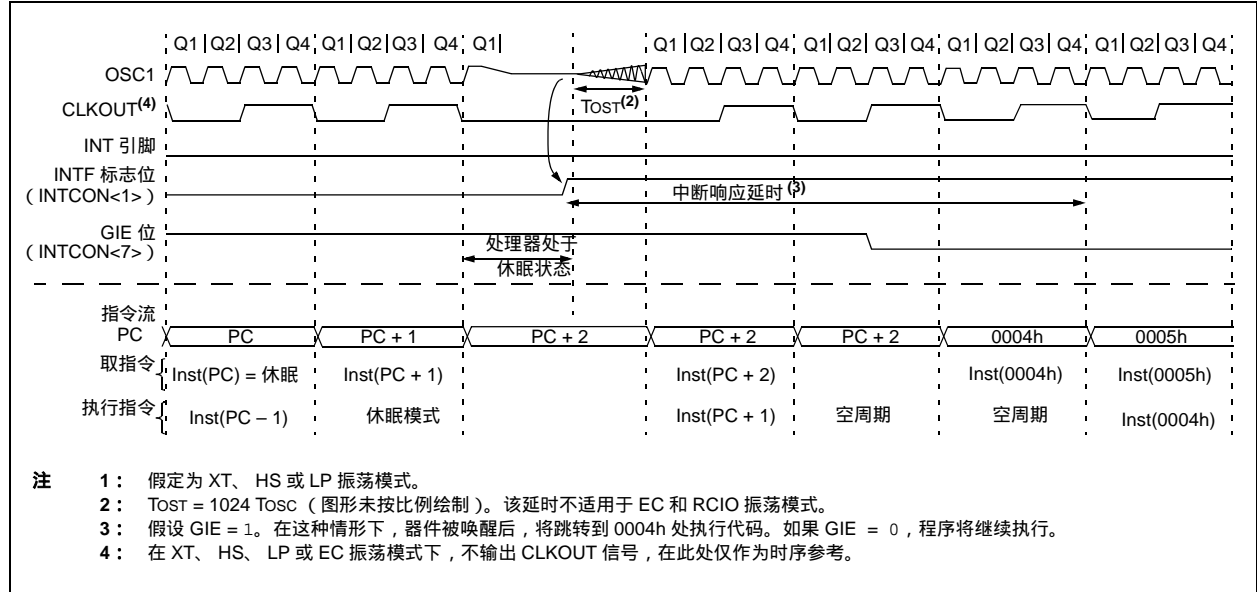 Q1 Q2 Q3 Q4 Q1 Q2 Q3 Q4 Q1 Q1 Q2 Q3 Q4 Q1 Q2 Q3 Q4 Q1 Q2 Q3 Q4 Q1 Q2 Q3 Q4
OSC1
TOST(2)
CLKOUT(4)
INT 引脚
INTF 标志位
（INTCON<1>）
中断响应延时 (3)
GIE 位
（INTCON<7>）
处理器处于
休眠状态
指令流
PC PC PC + 1 PC + 2 PC + 2 PC + 2 0004h 0005h
取指令 Inst(PC) = 休眠 Inst(PC + 1) Inst(PC + 2) Inst(0004h) Inst(0005h)
执行指令 Inst(PC – 1) 休眠模式 Inst(PC + 1) 空周期 空周期 Inst(0004h)
注 1： 假定为 XT、 HS 或 LP 振荡模式。
2： TOST = 1024 TOSC （图形未按比例绘制）。该延时不适用于 EC 和 RCIO 振荡模式。
3： 假设 GIE = 1。在这种情形下，器件被唤醒后，将跳转到 0004h 处执行代码。如果 GIE = 0，程序将继续执行。
4： 在 XT、 HS、 LP 或 EC 振荡模式下，不输出 CLKOUT 信号，在此处仅作为时序参考。